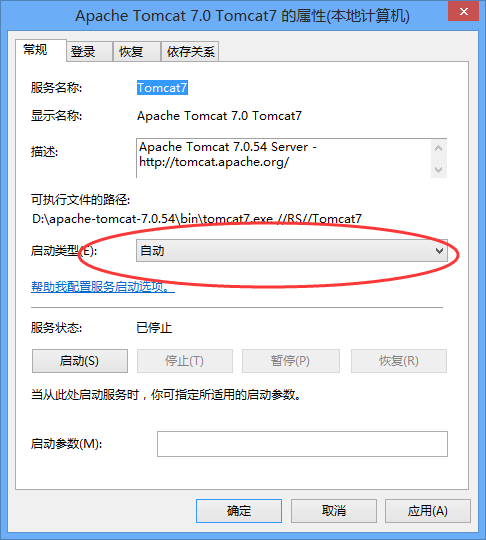 Apache Tomcat 7.0 Tomcat7 的属性(本地计算机)
常规 登录 恢复 依存关系
服务名称: Tomcat7
显示名称: Apache Tomcat 7.0 Tomcat7
描述: Apache Tomcat 7.0.54 Server -
http://tomcat.apache.org/
可执行文件的路径:
D:\apache-tomcat-7.0.54\bin\tomcat7.exe //RS//Tomcat7
启动类型(E): 自动
帮助我配置服务启动选项。
服务状态: 已停止
启动(S) 停止(T) 暂停(P) 恢复(R)
当从此处启动服务时，你可指定所适用的启动参数。
启动参数(M):
确定 取消 应用(A)